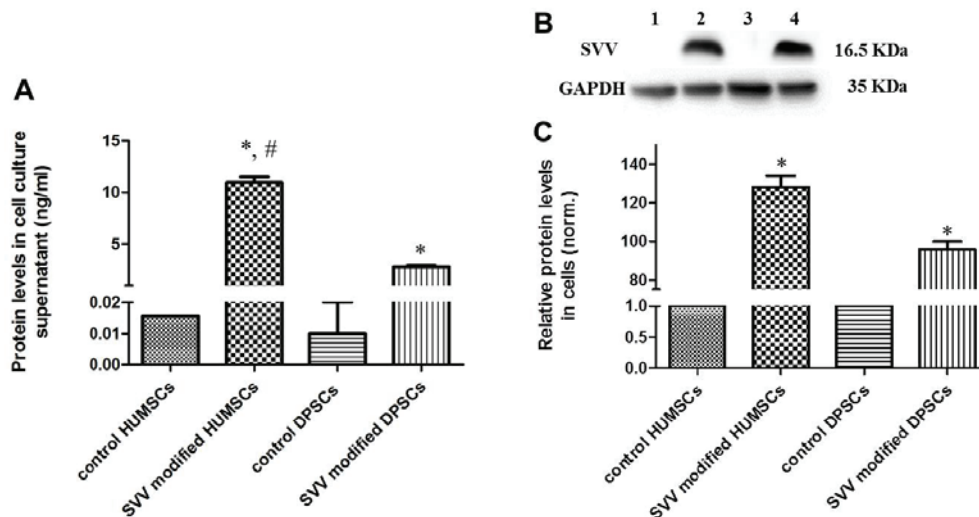 A
Protein levels in cell culture
supernatant (ng/ml)
15
10
5
0.02
0.01
0.00
*, #
*
control HUMSCs
SVV modified HUMSCs
control DPSCs
SVV modified DPSCs
B
1 2 3 4
SVV 16.5 KDa
GAPDH 35 KDa
C
Relative protein levels
in cells (norm.)
140
120
100
80
1.0
0.5
0.0
*
*
control HUMSCs
SVV modified HUMSCs
control DPSCs
SVV modified DPSCs